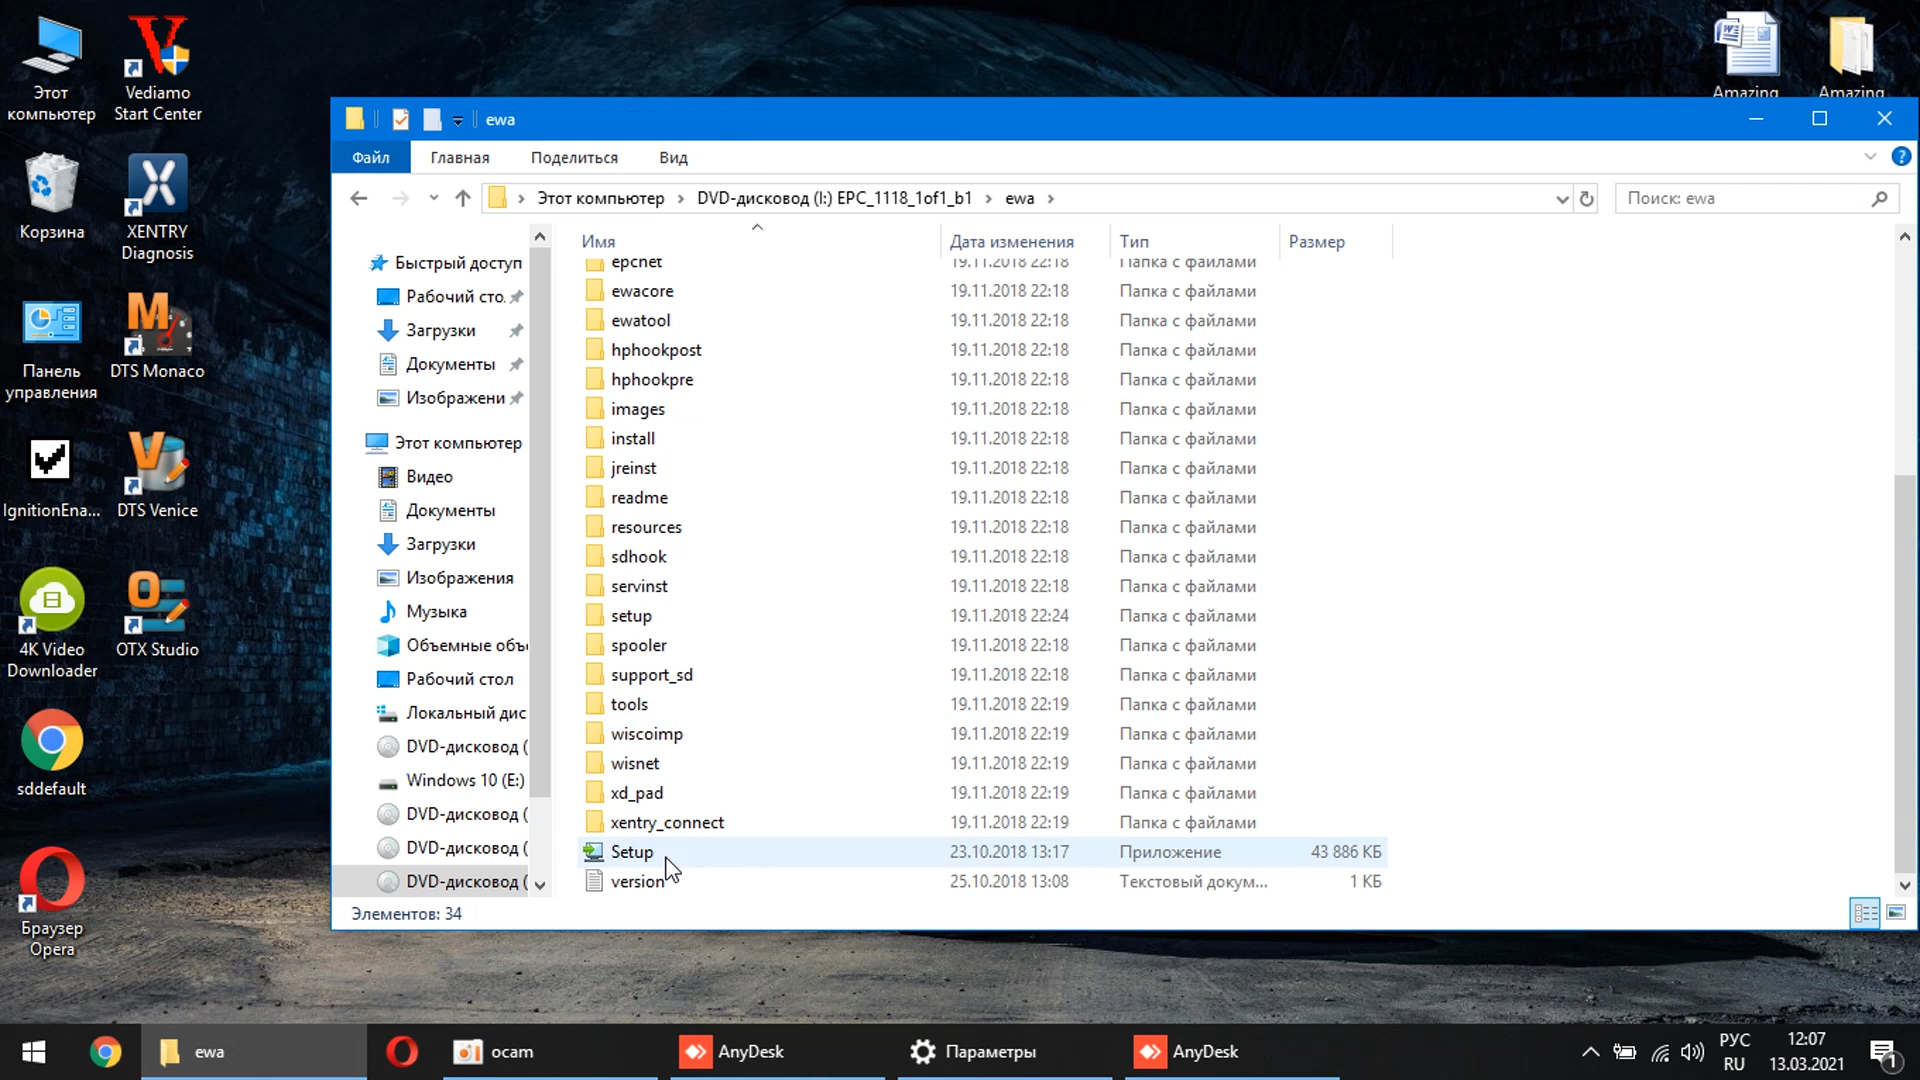 Этот
компьютер
Vediamo
Start Center
Корзина
XENTRY
Diagnosis
Панель
управления
DTS Monaco
IgnitionEna...
DTS Venice
4K Video
Downloader
OTX Studio
sddefault
Браузер
Opera
Amazing
Amazing
ewa
Файл
Главная
Поделиться
Вид
Этот компьютер
DVD-дисковод (I:) EPC_1118_1of1_b1
ewa
Поиск: ewa
Быстрый доступ
Рабочий сто
Загрузки
Документы
Изображени
Этот компьютер
Видео
Документы
Загрузки
Изображения
Музыка
Объемные объ
Рабочий стол
Локальный дис
DVD-дисковод (
Windows 10 (E:)
DVD-дисковод (
DVD-дисковод (
DVD-дисковод (
Имя Дата изменения Тип Размер
epcnet 19.11.2018 22:18 Папка с файлами
ewacore 19.11.2018 22:18 Папка с файлами
ewatool 19.11.2018 22:18 Папка с файлами
hphookpost 19.11.2018 22:18 Папка с файлами
hphookpre 19.11.2018 22:18 Папка с файлами
images 19.11.2018 22:18 Папка с файлами
install 19.11.2018 22:18 Папка с файлами
jreinst 19.11.2018 22:18 Папка с файлами
readme 19.11.2018 22:18 Папка с файлами
resources 19.11.2018 22:18 Папка с файлами
sdhook 19.11.2018 22:18 Папка с файлами
servinst 19.11.2018 22:18 Папка с файлами
setup 19.11.2018 22:24 Папка с файлами
spooler 19.11.2018 22:18 Папка с файлами
support_sd 19.11.2018 22:18 Папка с файлами
tools 19.11.2018 22:19 Папка с файлами
wiscoimp 19.11.2018 22:19 Папка с файлами
wisnet 19.11.2018 22:19 Папка с файлами
xd_pad 19.11.2018 22:19 Папка с файлами
xentry_connect 19.11.2018 22:19 Папка с файлами
Setup 23.10.2018 13:17 Приложение 43 886 КБ
version 25.10.2018 13:08 Текстовый докум... 1 КБ
Элементов: 34
ewa
ocam
AnyDesk
Параметры
AnyDesk
РУС
RU
12:07
13.03.2021
1